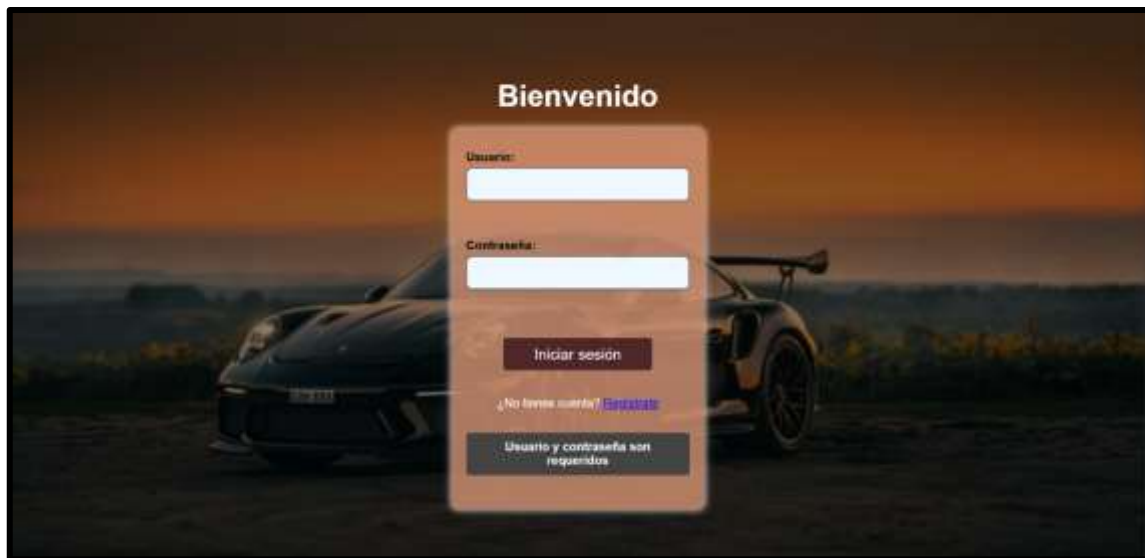 Bienvenido
Usuario:
Contraseña:
Iniciar sesión
¿No tienes cuenta? Regístrate
Usuario y contraseña son
requeridos